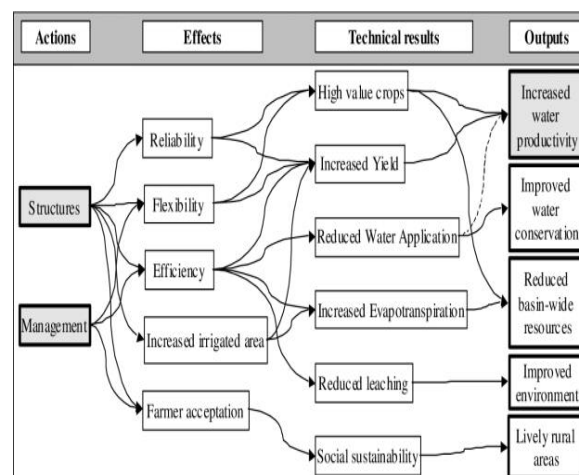 Actions
Effects
Technical results
Outputs
High value crops
Increased
water
productivity
Reliability
Increased Yield
Structures
Flexibility
Improved
water
conservation
Reduced Water Application
Efficiency
Reduced
basin-wide
resources
Increased Evapotranspiration
Management
Increased irrigated area
Reduced leaching
Improved
environment
Farmer acceptation
Social sustainability
Lively rural
areas